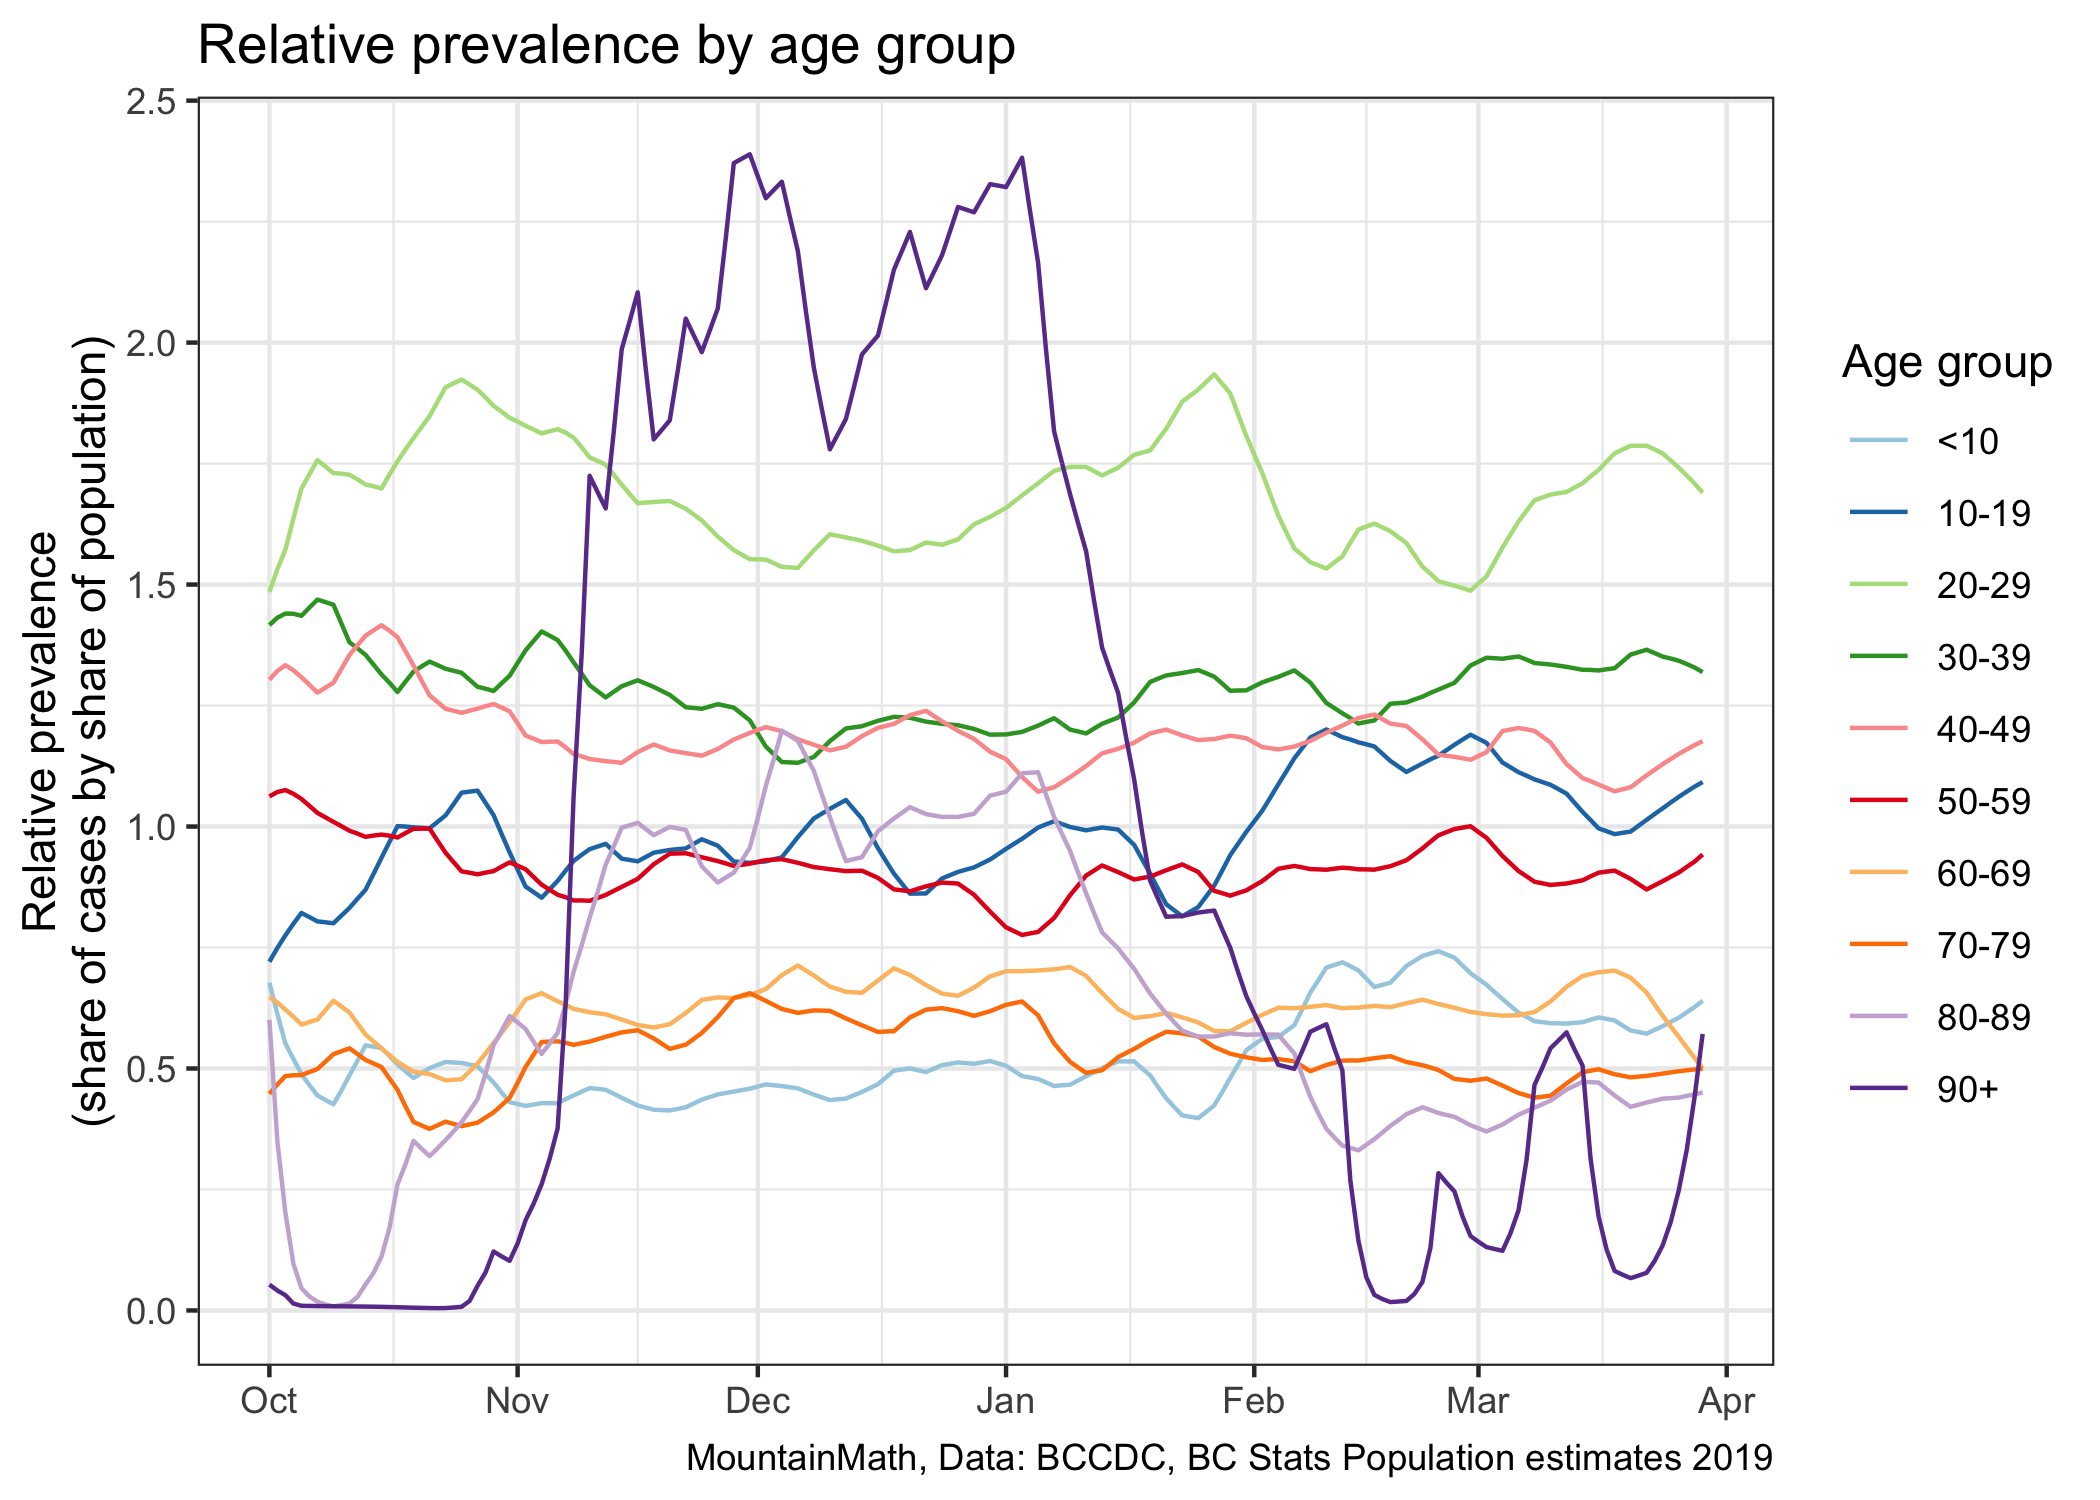 Relative prevalence by age group
Relative prevalence
(share of cases by share of population)
2.5
2.0
1.5
1.0
0.5
0.0
Oct Nov Dec Jan Feb Mar Apr
Age group
<10
10-19
20-29
30-39
40-49
50-59
60-69
70-79
80-89
90+
MountainMath, Data: BCCDC, BC Stats Population estimates 2019